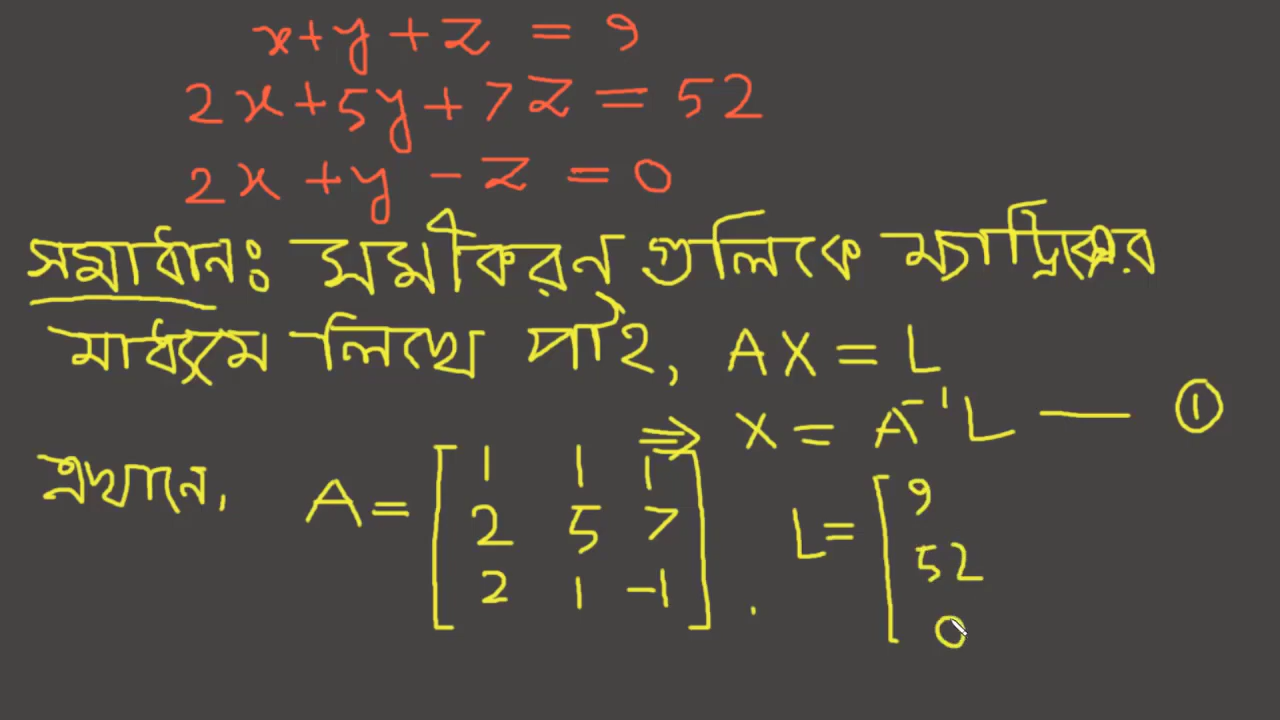 x+y+z = 9
2x+5y+7z = 52
2x+y-z = 0
সমাধানঃ সমীকরন গুলিকে ম্যাট্রিক্সের
মাধ্যমে লিখে পাই, AX = L
⇒ X = A⁻¹L — ①
এখানে, A = [ 1 1 1
2 5 7
2 1 -1 ] . L = [ 9
52
0